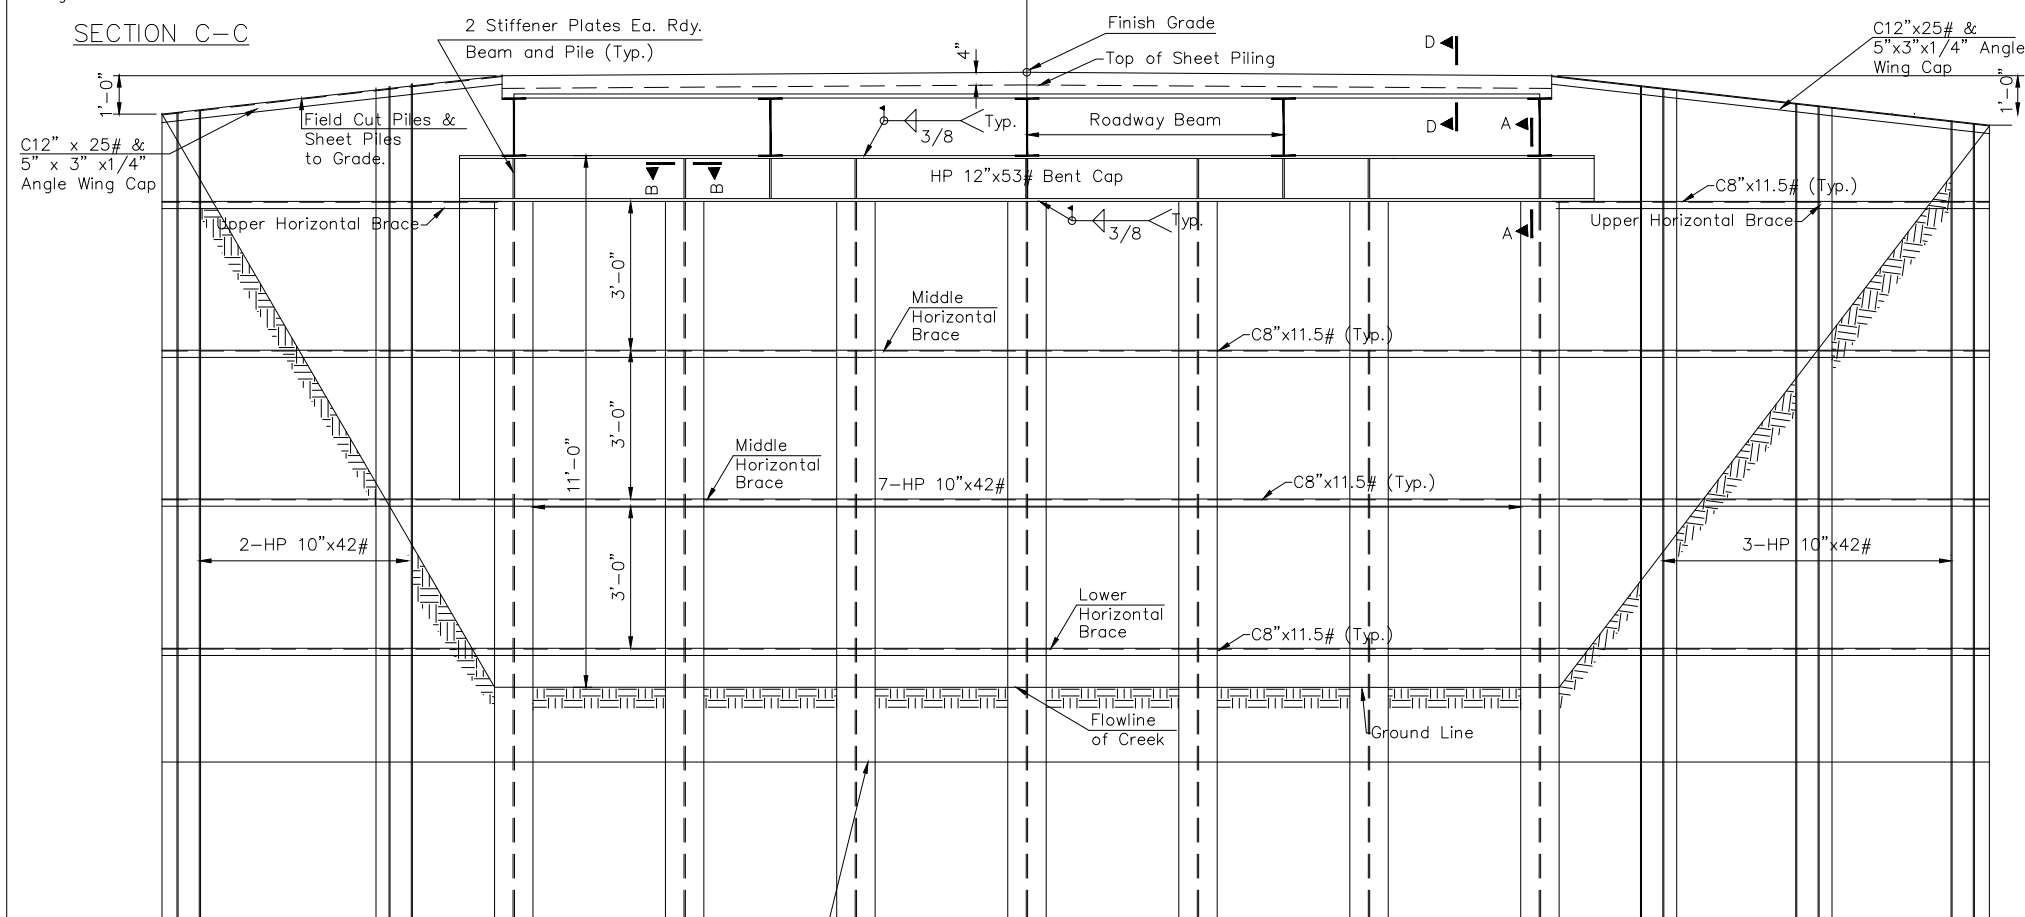 SECTION C-C
2 Stiffener Plates Ea. Rdy.
Beam and Pile (Typ.)
Finish Grade
Top of Sheet Piling
4"
D
D
C12"x25# &
5"x3"x1/4" Angle
Wing Cap
1'-0"
1'-0"
Field Cut Piles &
Sheet Piles
to Grade.
C12" x 25# &
5" x 3" x1/4"
Angle Wing Cap
3/8
Typ.
Roadway Beam
A
B
B
HP 12"x53# Bent Cap
C8"x11.5# (Typ.)
Upper Horizontal Brace
3/8
Typ.
A
Upper Horizontal Brace
3'-0"
Middle
Horizontal
Brace
C8"x11.5# (Typ.)
3'-0"
11'-0"
Middle
Horizontal
Brace
7-HP 10"x42#
C8"x11.5# (Typ.)
2-HP 10"x42#
3'-0"
3-HP 10"x42#
Lower
Horizontal
Brace
C8"x11.5# (Typ.)
Flowline
of Creek
Ground Line